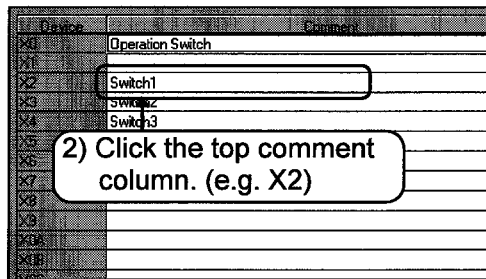 Device Comment
X0 Operation Switch
X1
X2 Switch1
X3 Switch2
X4 Switch3
X5
2) Click the top comment
column. (e.g. X2)
X6
X7
X8
X9
X0A
X0B